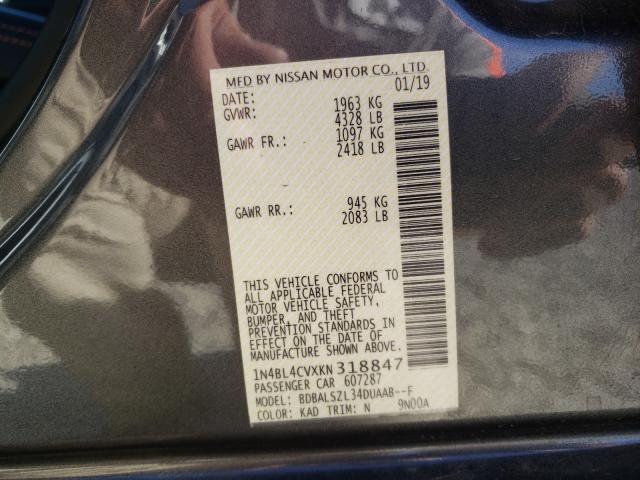 MFD BY NISSAN MOTOR CO., LTD.
DATE: 01/19
GVWR: 1963 KG
4328 LB
GAWR FR.: 1097 KG
2418 LB
GAWR RR.: 945 KG
2083 LB
THIS VEHICLE CONFORMS TO
ALL APPLICABLE FEDERAL
MOTOR VEHICLE SAFETY,
BUMPER, AND THEFT
PREVENTION STANDARDS IN
EFFECT ON THE DATE OF
MANUFACTURE SHOWN ABOVE.
1N4BL4CVXKN318847
PASSENGER CAR 607287
MODEL: BDBALSZL34DUAAB--F
COLOR: KAD TRIM: N 9N00A